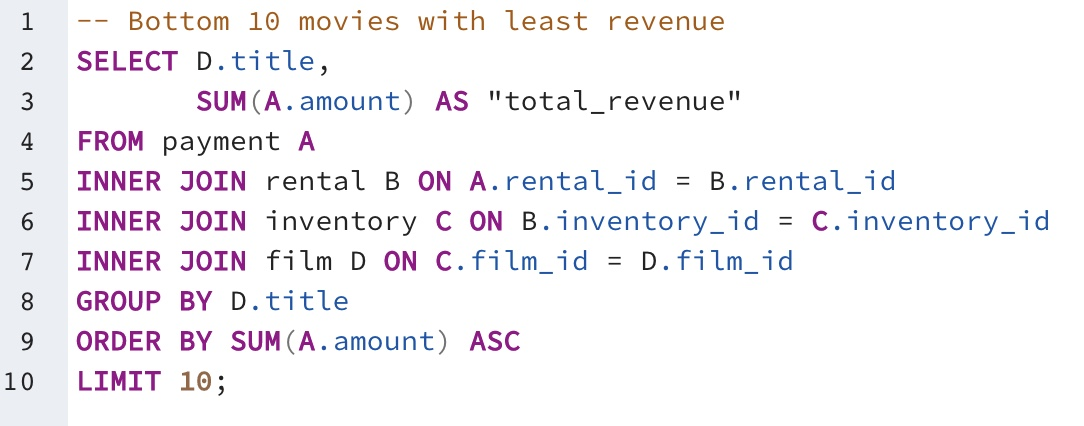 1 -- Bottom 10 movies with least revenue
2 SELECT D.title,
3        SUM(A.amount) AS "total_revenue"
4 FROM payment A
5 INNER JOIN rental B ON A.rental_id = B.rental_id
6 INNER JOIN inventory C ON B.inventory_id = C.inventory_id
7 INNER JOIN film D ON C.film_id = D.film_id
8 GROUP BY D.title
9 ORDER BY SUM(A.amount) ASC
10 LIMIT 10;